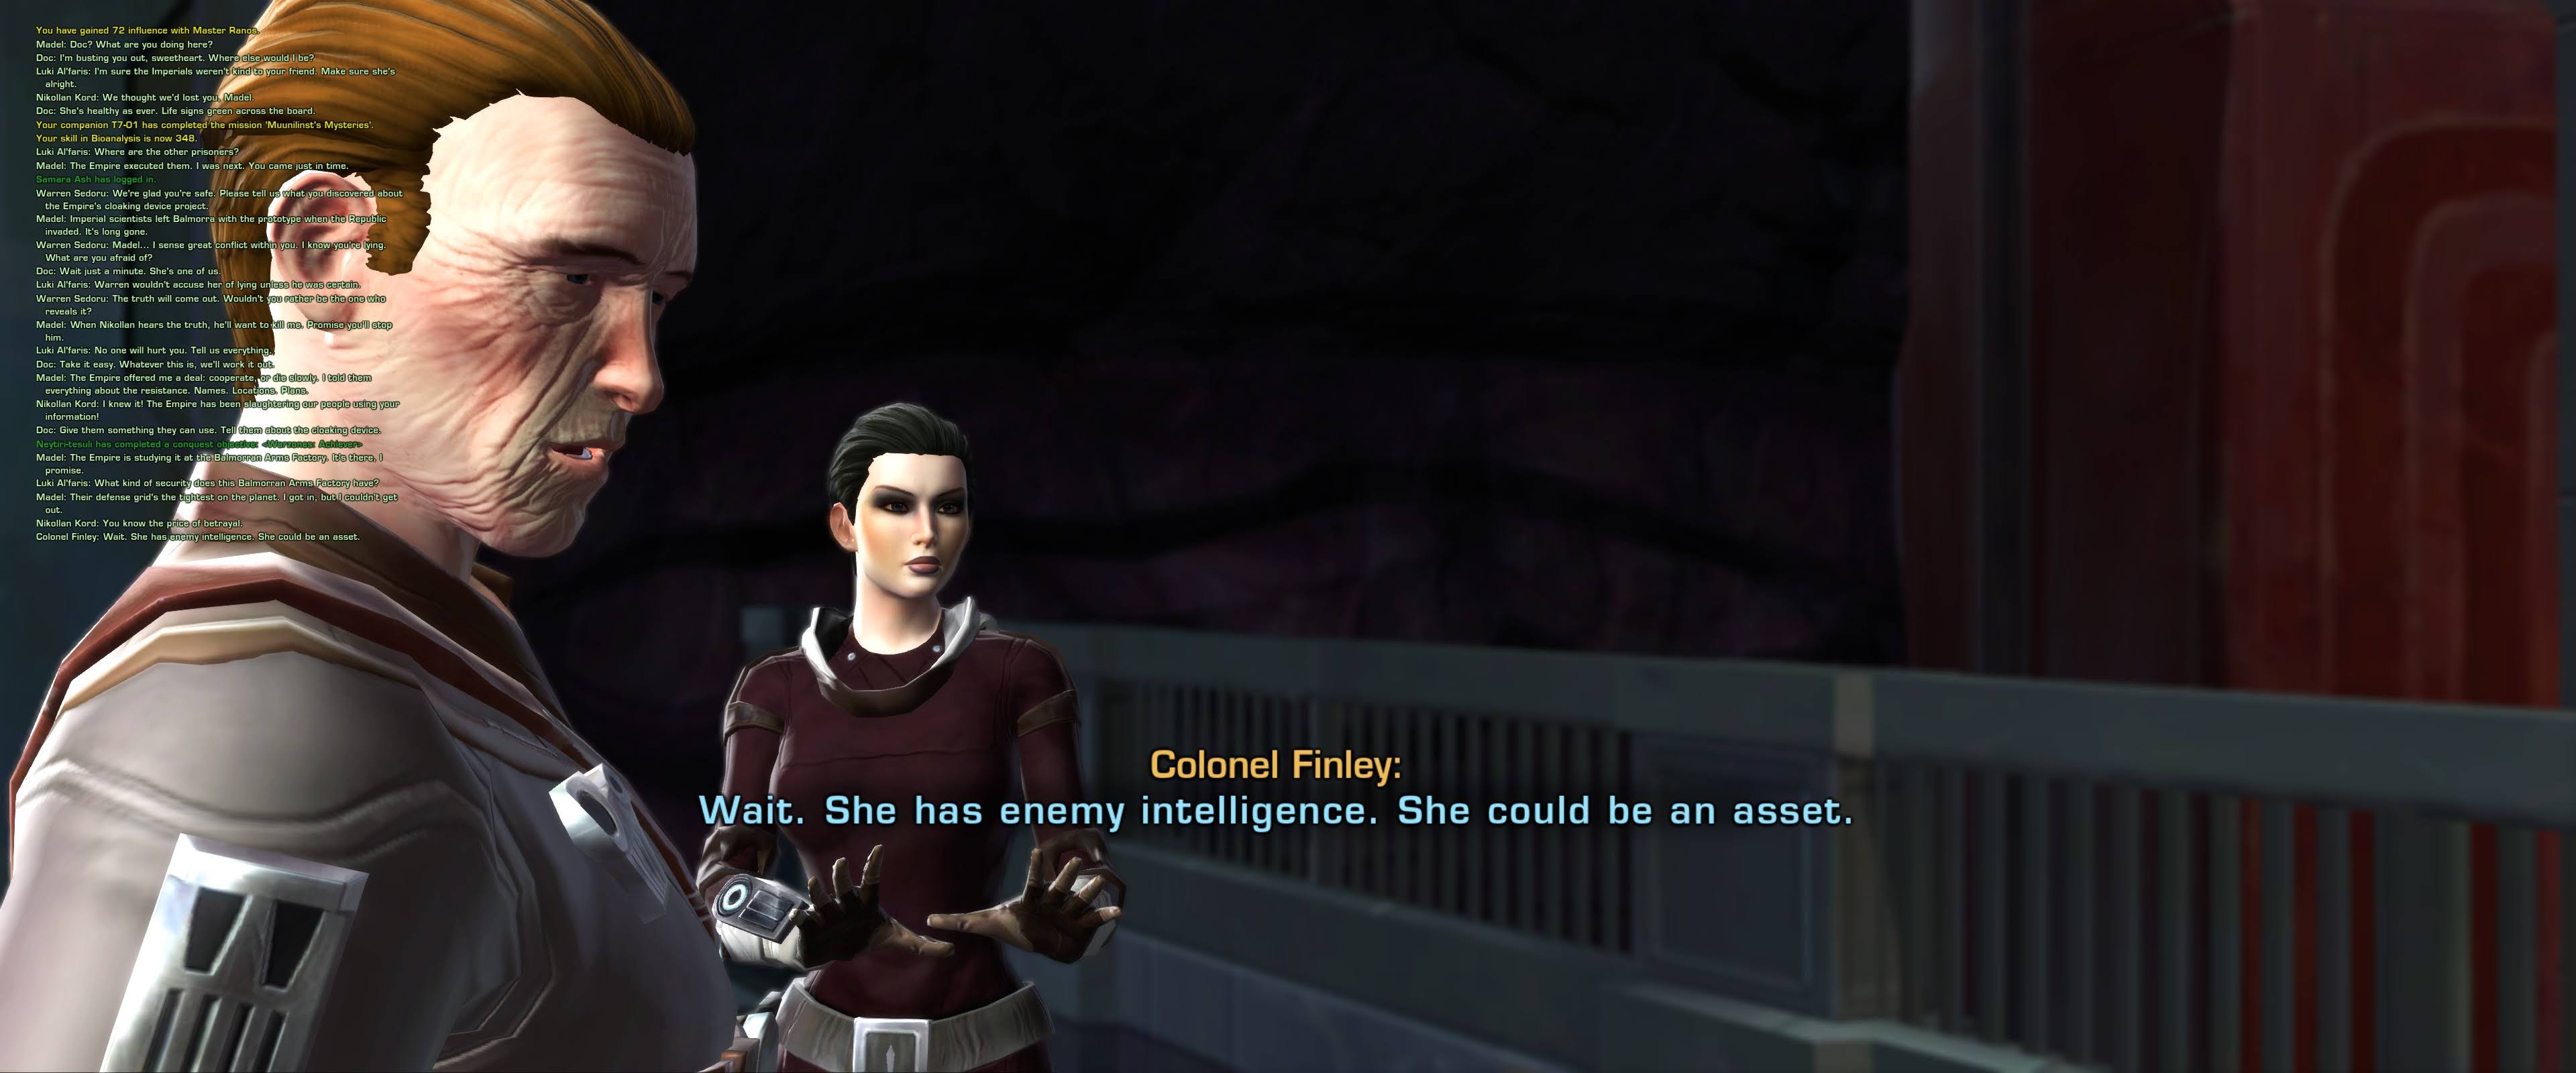 You have gained 72 influence with Master Ranos.
Madel: Doc? What are you doing here?
Doc: I'm busting you out, sweetheart. Where else would I be?
Luki Al'faris: I'm sure the Imperials weren't kind to your friend. Make sure she's
alright.
Nikollan Kord: We thought we'd lost you, Madel.
Doc: She's healthy as ever. Life signs green across the board.
Your companion T7-01 has completed the mission 'Muunilinst's Mysteries'.
Your skill in Bioanalysis is now 348.
Luki Al'faris: Where are the other prisoners?
Madel: The Empire executed them. I was next. You came just in time.
Samara Ash has logged in.
Warren Sedoru: We're glad you're safe. Please tell us what you discovered about
the Empire's cloaking device project.
Madel: Imperial scientists left Balmorra with the prototype when the Republic
invaded. It's long gone.
Warren Sedoru: Madel... I sense great conflict within you. I know you're lying.
What are you afraid of?
Doc: Wait just a minute. She's one of us.
Luki Al'faris: Warren wouldn't accuse her of lying unless he was certain.
Warren Sedoru: The truth will come out. Wouldn't you rather be the one who
reveals it?
Madel: When Nikollan hears the truth, he'll want to kill me. Promise you'll stop
him.
Luki Al'faris: No one will hurt you. Tell us everything.
Doc: Take it easy. Whatever this is, we'll work it out.
Madel: The Empire offered me a deal: cooperate, or die slowly. I told them
everything about the resistance. Names. Locations. Plans.
Nikollan Kord: I knew it! The Empire has been slaughtering our people using your
information!
Doc: Give them something they can use. Tell them about the cloaking device.
Neytiri-tesuli has completed a conquest objective: <Warzones: Achiever>
Madel: The Empire is studying it at the Balmorran Arms Factory. It's there, I
promise.
Luki Al'faris: What kind of security does this Balmorran Arms Factory have?
Madel: Their defense grid's the tightest on the planet. I got in, but I couldn't get
out.
Nikollan Kord: You know the price of betrayal.
Colonel Finley: Wait. She has enemy intelligence. She could be an asset.
Colonel Finley:
Wait. She has enemy intelligence. She could be an asset.